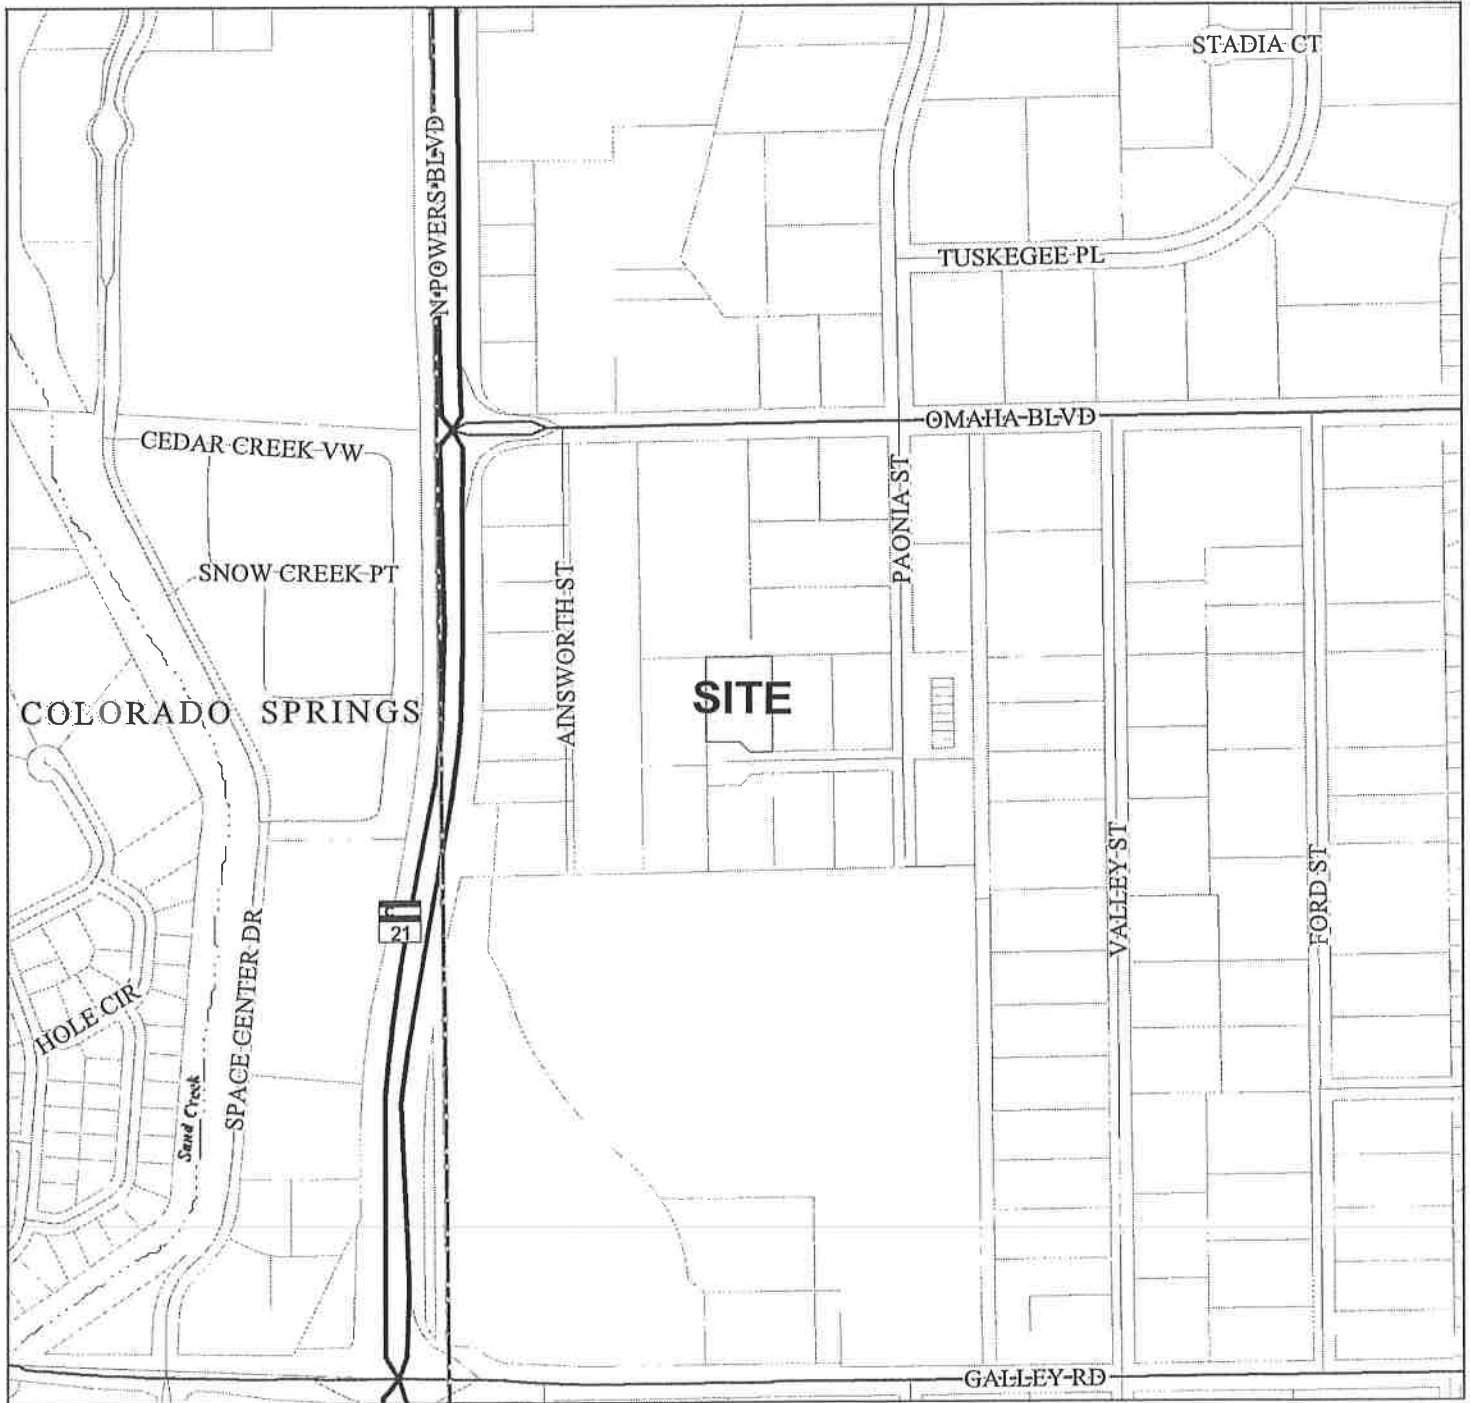 STADIA CT
N POWERS BLVD
TUSKEGEE PL
OMAHA BLVD
CEDAR CREEK VW
PAONIA ST
SNOW CREEK PT
AINSWORTH ST
SITE
COLORADO SPRINGS
VALLEY ST
FORD ST
21
SPACE CENTER DR
HOLE CIR
Sand Creek
GALLEY RD